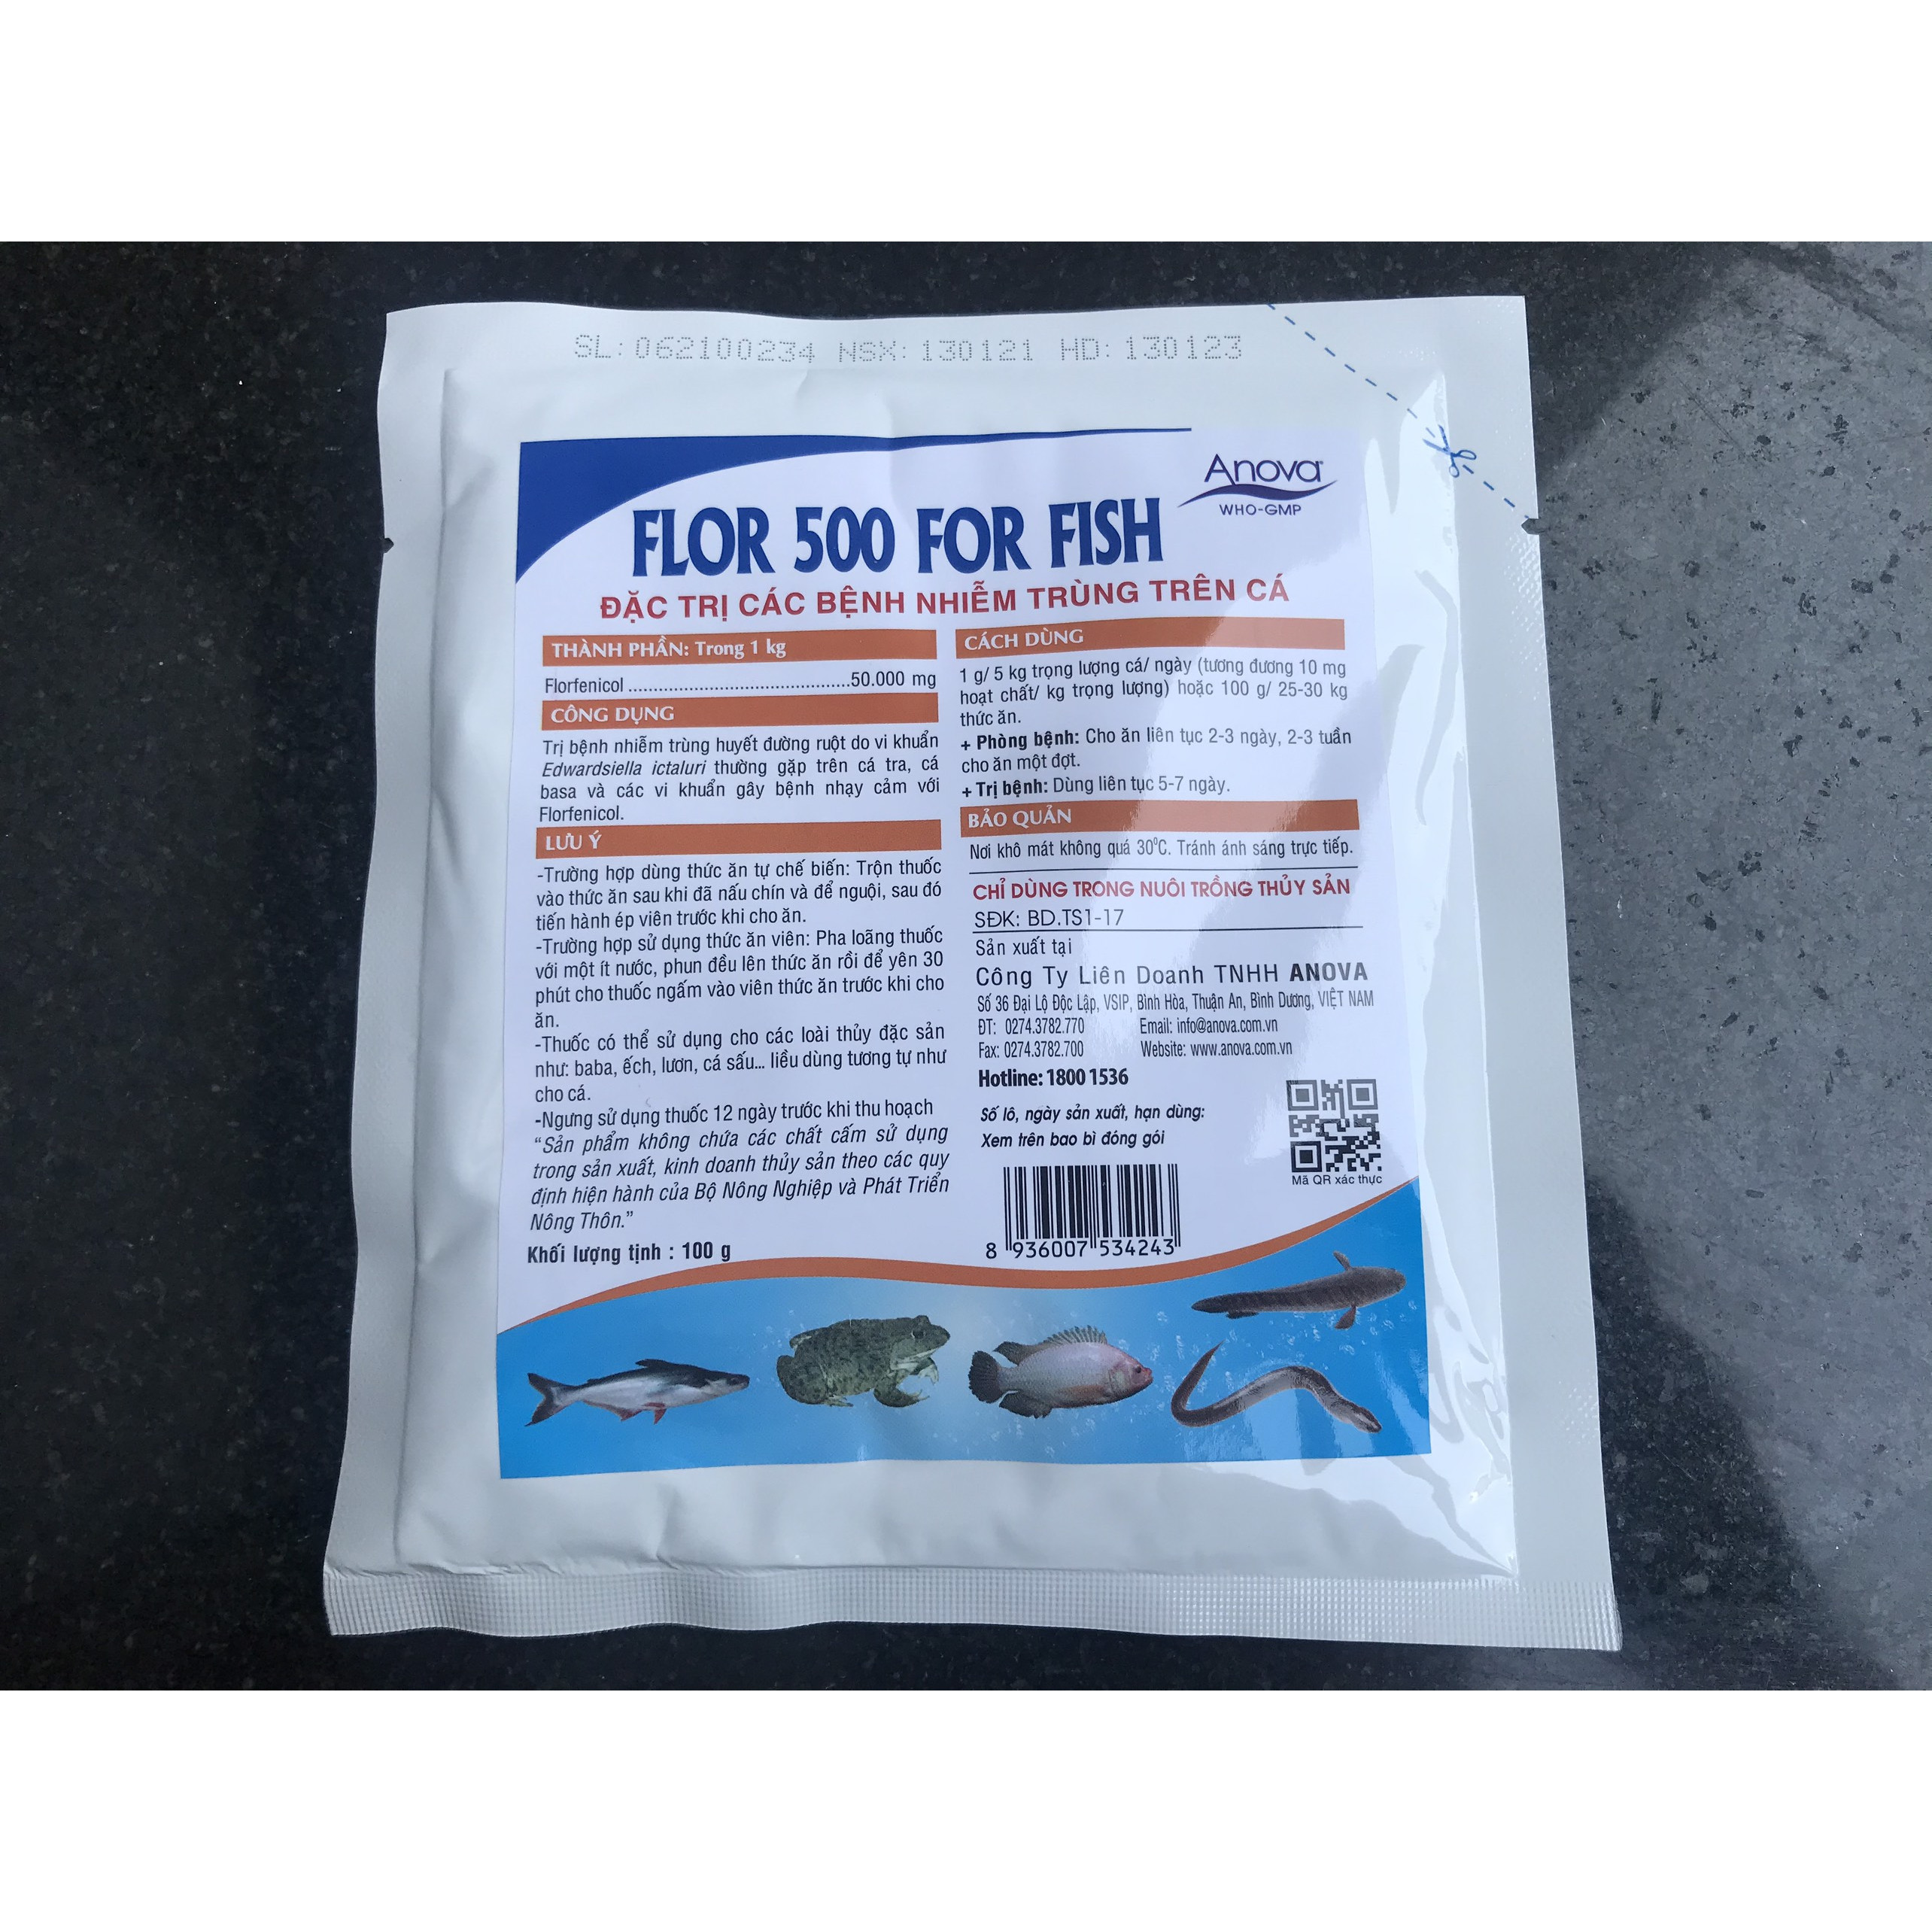 SL: 062100234 NSX: 130121 HD: 130123
Anova
WHO-GMP
FLOR 500 FOR FISH
ĐẶC TRỊ CÁC BỆNH NHIỄM TRÙNG TRÊN CÁ
THÀNH PHẦN: Trong 1 kg
Florfenicol ............................................50.000 mg
CÔNG DỤNG
Trị bệnh nhiễm trùng huyết đường ruột do vi khuẩn
Edwardsiella ictaluri thường gặp trên cá tra, cá
basa và các vi khuẩn gây bệnh nhạy cảm với
Florfenicol.
LƯU Ý
-Trường hợp dùng thức ăn tự chế biến: Trộn thuốc
vào thức ăn sau khi đã nấu chín và để nguội, sau đó
tiến hành ép viên trước khi cho ăn.
-Trường hợp sử dụng thức ăn viên: Pha loãng thuốc
với một ít nước, phun đều lên thức ăn rồi để yên 30
phút cho thuốc ngấm vào viên thức ăn trước khi cho
ăn.
-Thuốc có thể sử dụng cho các loài thủy đặc sản
như: baba, ếch, lươn, cá sấu... liều dùng tương tự như
cho cá.
-Ngưng sử dụng thuốc 12 ngày trước khi thu hoạch
“Sản phẩm không chứa các chất cấm sử dụng
trong sản xuất, kinh doanh thủy sản theo các quy
định hiện hành của Bộ Nông Nghiệp và Phát Triển
Nông Thôn.”
Khối lượng tịnh : 100 g
CÁCH DÙNG
1 g/ 5 kg trọng lượng cá/ ngày (tương đương 10 mg
hoạt chất/ kg trọng lượng) hoặc 100 g/ 25-30 kg
thức ăn.
+ Phòng bệnh: Cho ăn liên tục 2-3 ngày, 2-3 tuần
cho ăn một đợt.
+ Trị bệnh: Dùng liên tục 5-7 ngày.
BẢO QUẢN
Nơi khô mát không quá 30⁰C. Tránh ánh sáng trực tiếp.
CHỈ DÙNG TRONG NUÔI TRỒNG THỦY SẢN
SĐK: BD.TS1-17
Sản xuất tại
Công Ty Liên Doanh TNHH ANOVA
Số 36 Đại Lộ Độc Lập, VSIP, Bình Hòa, Thuận An, Bình Dương, VIỆT NAM
ĐT: 0274.3782.770 Email: info@anova.com.vn
Fax: 0274.3782.700 Website: www.anova.com.vn
Hotline: 1800 1536
Số lô, ngày sản xuất, hạn dùng:
Xem trên bao bì đóng gói
Mã QR xác thực
8 936007 534243